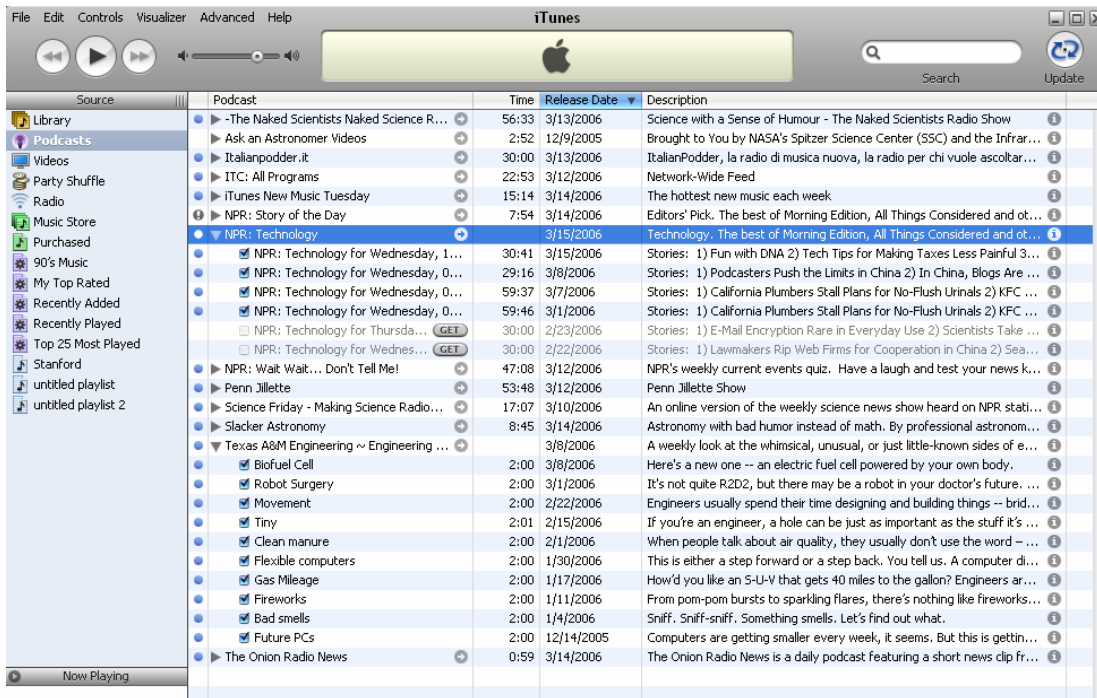 File Edit Controls Visualizer Advanced Help iTunes
Search Update
Source Podcast Time Release Date Description
Library
Podcasts
Videos
Party Shuffle
Radio
Music Store
Purchased
90's Music
My Top Rated
Recently Added
Recently Played
Top 25 Most Played
Stanford
untitled playlist
untitled playlist 2
-The Naked Scientists Naked Science R... 56:33 3/13/2006 Science with a Sense of Humour - The Naked Scientists Radio Show
Ask an Astronomer Videos 2:52 12/9/2005 Brought to You by NASA's Spitzer Science Center (SSC) and the Infrar...
Italianpodder.it 30:00 3/13/2006 ItalianPodder, la radio di musica nuova, la radio per chi vuole ascoltar...
ITC: All Programs 22:53 3/12/2006 Network-Wide Feed
iTunes New Music Tuesday 15:14 3/14/2006 The hottest new music each week
NPR: Story of the Day 7:54 3/14/2006 Editors' Pick. The best of Morning Edition, All Things Considered and ot...
NPR: Technology 3/15/2006 Technology. The best of Morning Edition, All Things Considered and ot...
NPR: Technology for Wednesday, 1... 30:41 3/15/2006 Stories: 1) Fun with DNA 2) Tech Tips for Making Taxes Less Painful 3...
NPR: Technology for Wednesday, 0... 29:16 3/8/2006 Stories: 1) Podcasters Push the Limits in China 2) In China, Blogs Are ...
NPR: Technology for Wednesday, 0... 59:37 3/7/2006 Stories: 1) California Plumbers Stall Plans for No-Flush Urinals 2) KFC ...
NPR: Technology for Wednesday, 0... 59:46 3/1/2006 Stories: 1) California Plumbers Stall Plans for No-Flush Urinals 2) KFC ...
NPR: Technology for Thursda... GET 30:00 2/23/2006 Stories: 1) E-Mail Encryption Rare in Everyday Use 2) Scientists Take ...
NPR: Technology for Wednes... GET 30:00 2/22/2006 Stories: 1) Lawmakers Rip Web Firms for Cooperation in China 2) Sea...
NPR: Wait Wait... Don't Tell Me! 47:08 3/12/2006 NPR's weekly current events quiz. Have a laugh and test your news k...
Penn Jillette 53:48 3/12/2006 Penn Jillette Show
Science Friday - Making Science Radio... 17:07 3/10/2006 An online version of the weekly science news show heard on NPR stati...
Slacker Astronomy 8:45 3/14/2006 Astronomy with bad humor instead of math. By professional astronom...
Texas A&M Engineering ~ Engineering ... 3/8/2006 A weekly look at the whimsical, unusual, or just little-known sides of e...
Biofuel Cell 2:00 3/8/2006 Here's a new one -- an electric fuel cell powered by your own body.
Robot Surgery 2:00 3/1/2006 It's not quite R2D2, but there may be a robot in your doctor's future. ...
Movement 2:00 2/22/2006 Engineers usually spend their time designing and building things -- brid...
Tiny 2:01 2/15/2006 If you're an engineer, a hole can be just as important as the stuff it's ...
Clean manure 2:00 2/1/2006 When people talk about air quality, they usually don't use the word – ...
Flexible computers 2:00 1/30/2006 This is either a step forward or a step back. You tell us. A computer di...
Gas Mileage 2:00 1/17/2006 How'd you like an S-U-V that gets 40 miles to the gallon? Engineers ar...
Fireworks 2:00 1/11/2006 From pom-pom bursts to sparkling flares, there's nothing like fireworks...
Bad smells 2:00 1/4/2006 Sniff. Sniff-sniff. Something smells. Let's find out what.
Future PCs 2:00 12/14/2005 Computers are getting smaller every week, it seems. But this is gettin...
The Onion Radio News 0:59 3/14/2006 The Onion Radio News is a daily podcast featuring a short news clip fr...
Now Playing